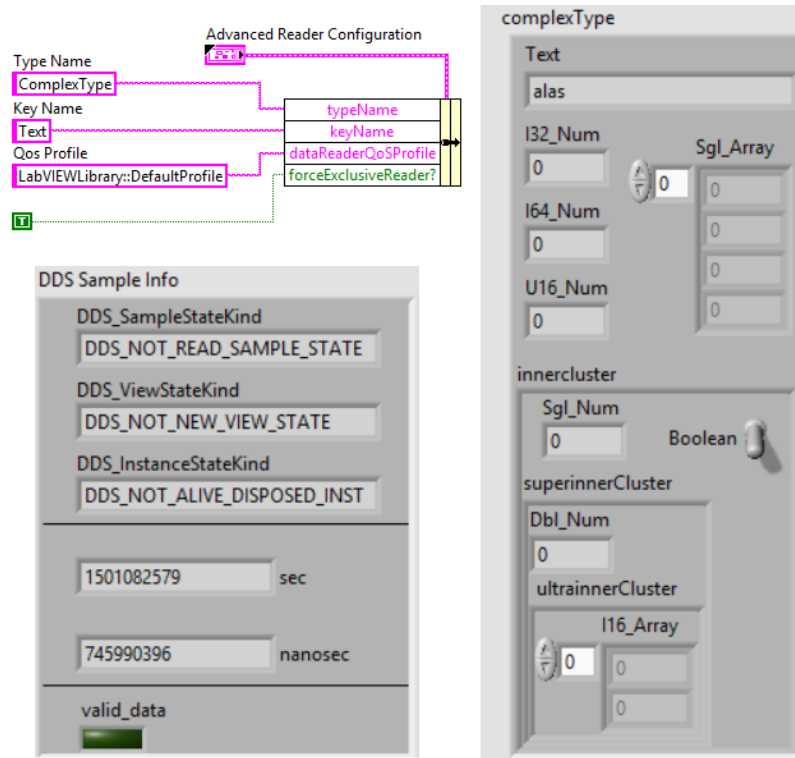 Advanced Reader Configuration
Type Name
ComplexType
typeName
Key Name
Text
keyName
Qos Profile
LabVIEWLibrary::DefaultProfile
dataReaderQoSProfile
forceExclusiveReader?
T
DDS Sample Info
DDS_SampleStateKind
DDS_NOT_READ_SAMPLE_STATE
DDS_ViewStateKind
DDS_NOT_NEW_VIEW_STATE
DDS_InstanceStateKind
DDS_NOT_ALIVE_DISPOSED_INST
1501082579 sec
745990396 nanosec
valid_data
complexType
Text
alas
I32_Num
0
Sgl_Array
0
0
0
0
0
I64_Num
0
U16_Num
0
innercluster
Sgl_Num
0
Boolean
superinnerCluster
Dbl_Num
0
ultrainnerCluster
I16_Array
0
0
0